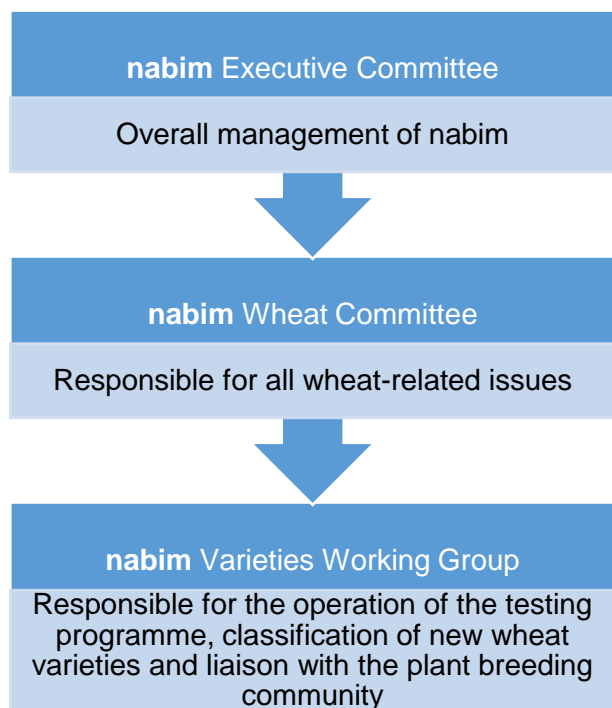 nabim Executive Committee
Overall management of nabim
nabim Wheat Committee
Responsible for all wheat-related issues
nabim Varieties Working Group
Responsible for the operation of the testing
programme, classification of new wheat
varieties and liaison with the plant breeding
community